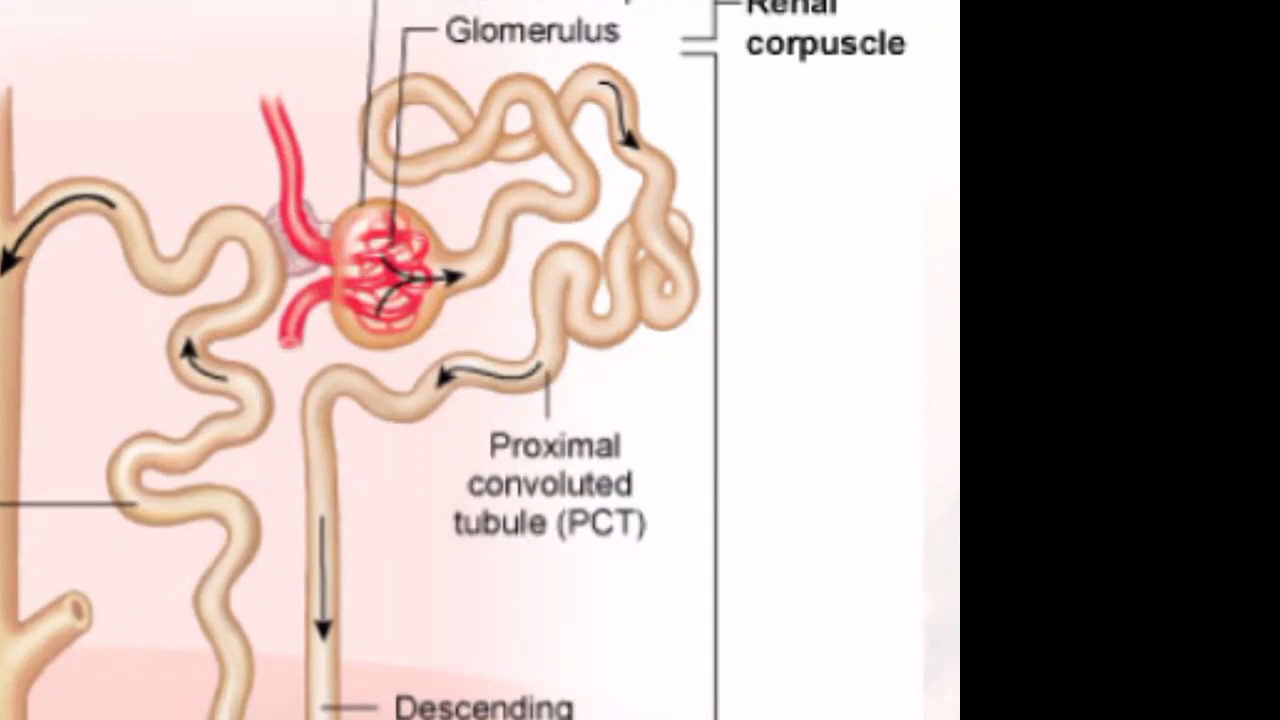 Renal
corpuscle
Glomerulus
Proximal
convoluted
tubule (PCT)
Descending